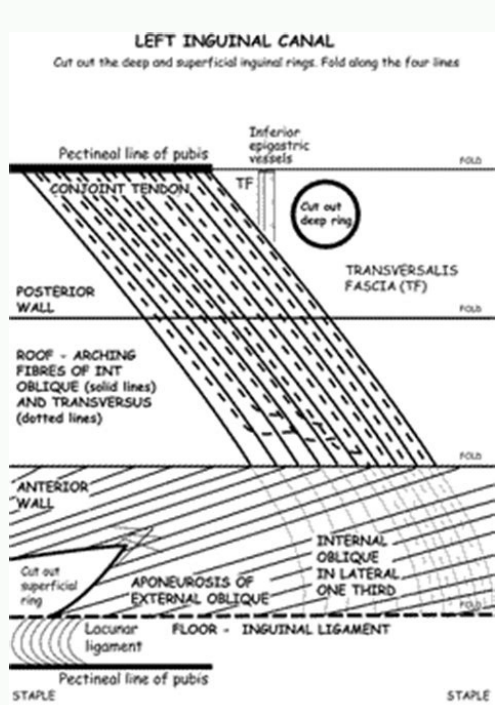 LEFT INGUINAL CANAL
Cut out the deep and superficial inguinal rings. Fold along the four lines
Inferior
epigastric
vessels
Pectineal line of pubis
FOLD
CONJOINT TENDON
TF
Cut out
deep ring
TRANSVERSALIS
FASCIA (TF)
POSTERIOR
WALL
FOLD
ROOF - ARCHING
FIBRES OF INT
OBLIQUE (solid lines)
AND TRANSVERSUS
(dotted lines)
FOLD
ANTERIOR
WALL
INTERNAL
OBLIQUE
IN LATERAL
ONE THIRD
Cut out
superficial
ring
APONEUROSIS OF
EXTERNAL OBLIQUE
FOLD
Lacunar
ligament
FLOOR - INGUINAL LIGAMENT
Pectineal line of pubis
STAPLE
STAPLE